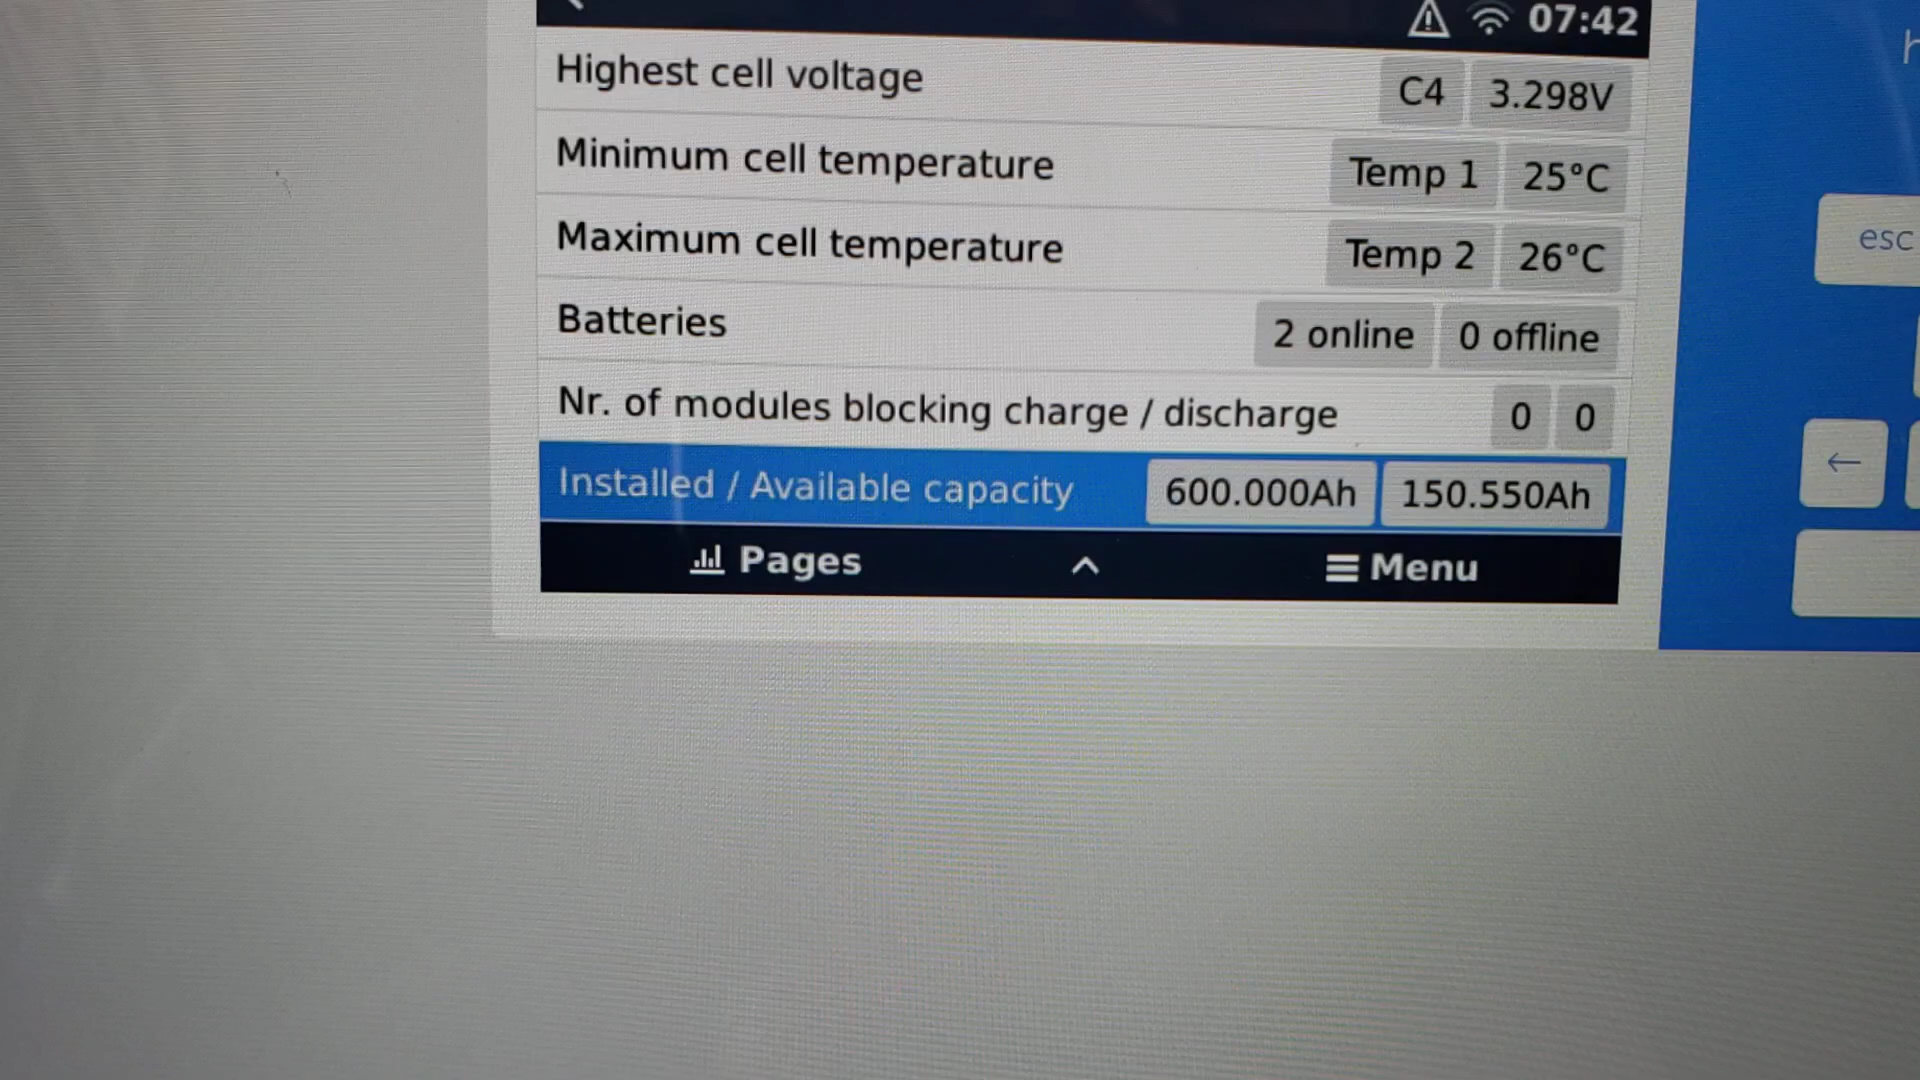 07:42
Highest cell voltage C4 3.298V
Minimum cell temperature Temp 1 25°C
Maximum cell temperature Temp 2 26°C
Batteries 2 online 0 offline
Nr. of modules blocking charge / discharge 0 0
Installed / Available capacity 600.000Ah 150.550Ah
Pages Menu
esc
←